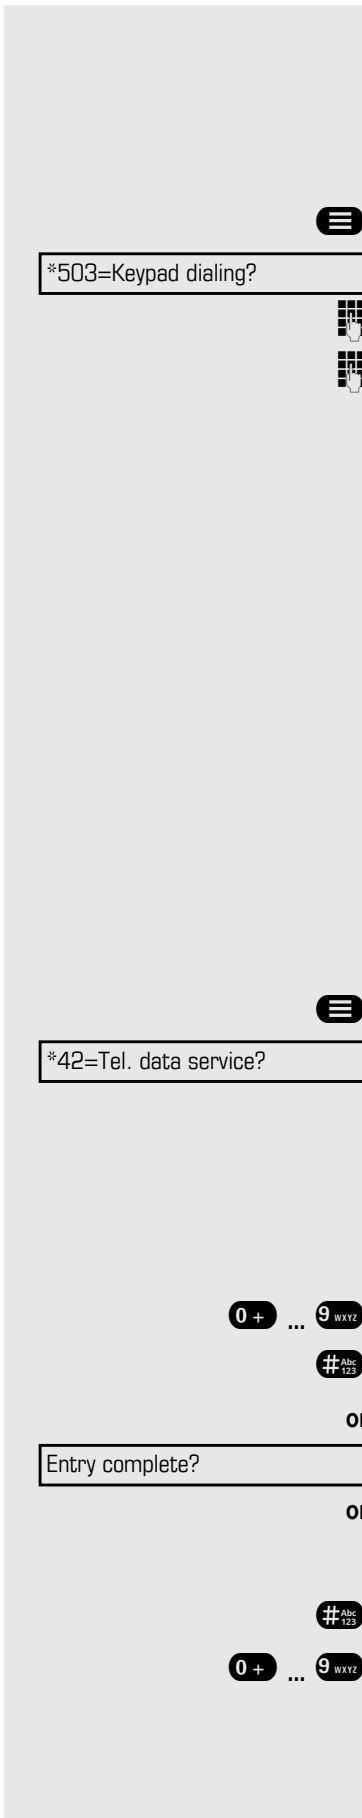 *503=Keypad dialing?
*42=Tel. data service?
0 + ... 9 WXYZ
# Abc 123
or
Entry complete?
or
# Abc 123
0 + ... 9 WXYZ